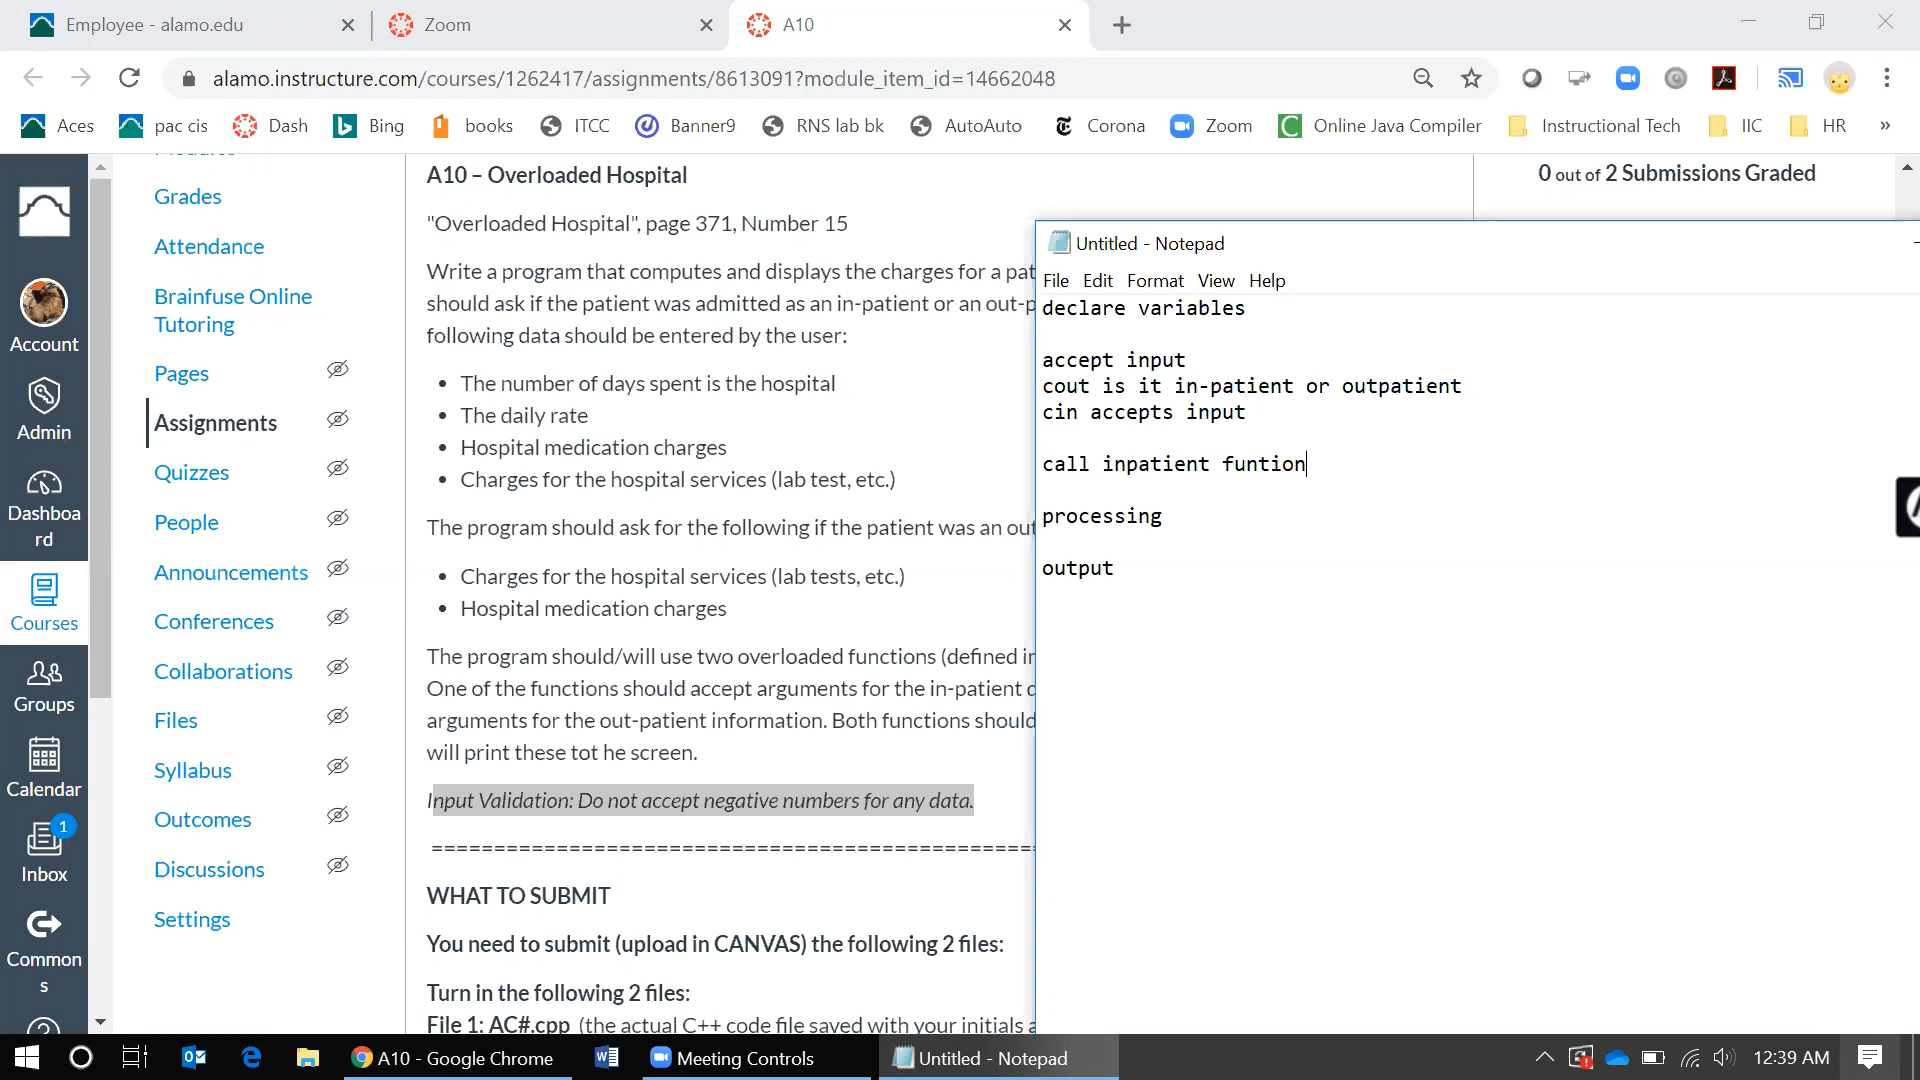 Employee - alamo.edu
Zoom
A10
alamo.instructure.com/courses/1262417/assignments/8613091?module_item_id=14662048
Aces
pac cis
Dash
Bing
books
ITCC
Banner9
RNS lab bk
AutoAuto
Corona
Zoom
Online Java Compiler
Instructional Tech
IIC
HR
»
Account
Admin
Dashboa
rd
Courses
Groups
Calendar
1
Inbox
Common
s
Grades
Attendance
Brainfuse Online
Tutoring
Pages
Assignments
Quizzes
People
Announcements
Conferences
Collaborations
Files
Syllabus
Outcomes
Discussions
Settings
A10 – Overloaded Hospital
"Overloaded Hospital", page 371, Number 15
Write a program that computes and displays the charges for a pat
should ask if the patient was admitted as an in-patient or an out-p
following data should be entered by the user:
• The number of days spent is the hospital
• The daily rate
• Hospital medication charges
• Charges for the hospital services (lab test, etc.)
The program should ask for the following if the patient was an out
• Charges for the hospital services (lab tests, etc.)
• Hospital medication charges
The program should/will use two overloaded functions (defined in
One of the functions should accept arguments for the in-patient
arguments for the out-patient information. Both functions should
will print these tot he screen.
Input Validation: Do not accept negative numbers for any data.
================================================
WHAT TO SUBMIT
You need to submit (upload in CANVAS) the following 2 files:
Turn in the following 2 files:
File 1: AC#.cpp (the actual C++ code file saved with your initials
0 out of 2 Submissions Graded
Untitled - Notepad
File Edit Format View Help
declare variables
accept input
cout is it in-patient or outpatient
cin accepts input
call inpatient funtion
processing
output
A10 - Google Chrome
Meeting Controls
Untitled - Notepad
12:39 AM